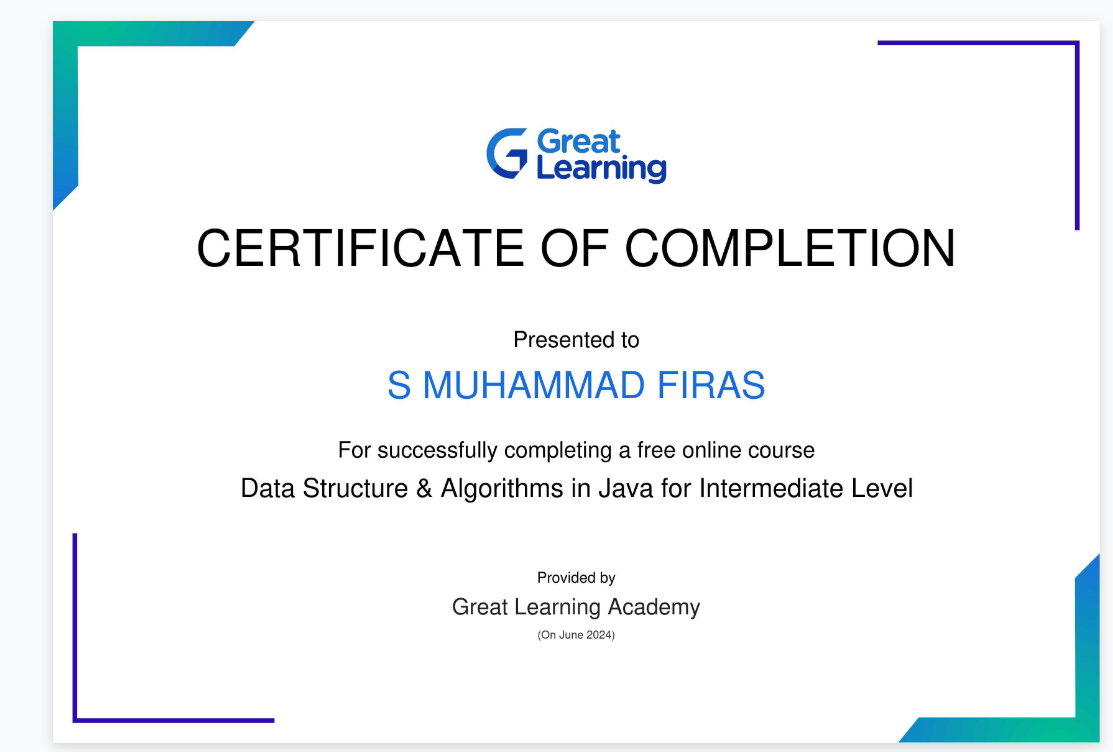 Great
Learning
CERTIFICATE OF COMPLETION
Presented to
S MUHAMMAD FIRAS
For successfully completing a free online course
Data Structure & Algorithms in Java for Intermediate Level
Provided by
Great Learning Academy
(On June 2024)